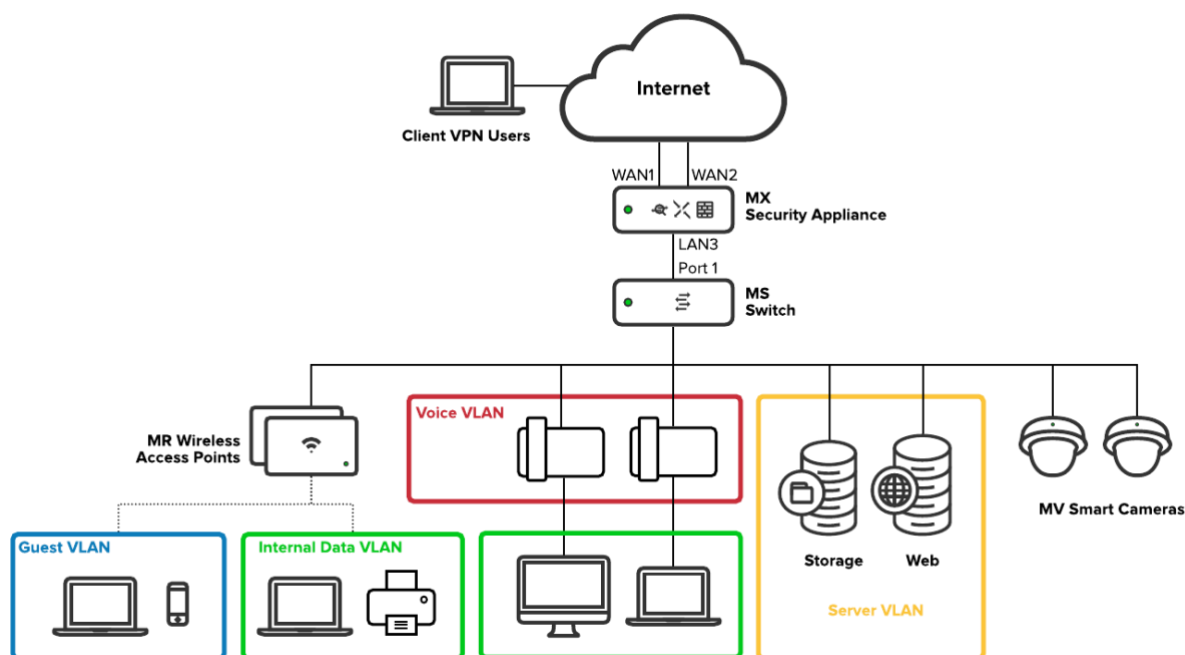 Internet
Client VPN Users
WAN1
WAN2
MX
Security Appliance
LAN3
Port 1
MS
Switch
MR Wireless
Access Points
Voice VLAN
MV Smart Cameras
Guest VLAN
Internal Data VLAN
Storage
Web
Server VLAN